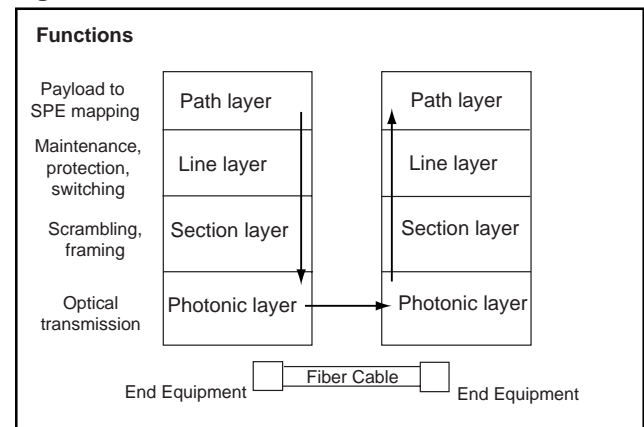 Functions
Payload to
SPE mapping
Path layer
Path layer
Maintenance,
protection,
switching
Line layer
Line layer
Scrambling,
framing
Section layer
Section layer
Optical
transmission
Photonic layer
Photonic layer
End Equipment
Fiber Cable
End Equipment